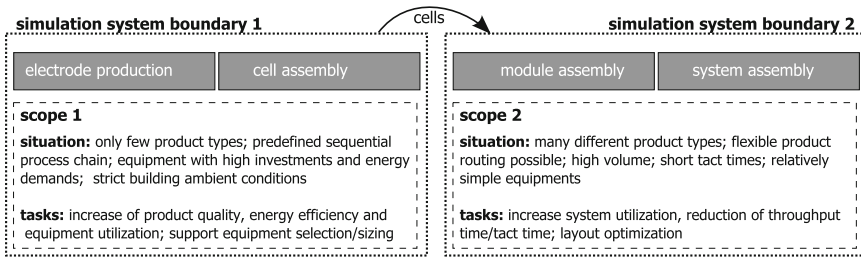 simulation system boundary 1
cells
simulation system boundary 2
electrode production
cell assembly
module assembly
system assembly
scope 1
situation: only few product types; predefined sequential
process chain; equipment with high investments and energy
demands; strict building ambient conditions
tasks: increase of product quality, energy efficiency and
equipment utilization; support equipment selection/sizing
scope 2
situation: many different product types; flexible product
routing possible; high volume; short tact times; relatively
simple equipments
tasks: increase system utilization, reduction of throughput
time/tact time; layout optimization